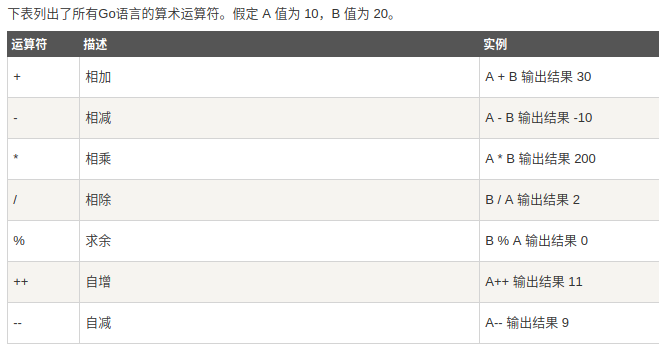 下表列出了所有Go语言的算术运算符。假定 A 值为 10，B 值为 20。
运算符 描述 实例
+ 相加 A + B 输出结果 30
- 相减 A - B 输出结果 -10
* 相乘 A * B 输出结果 200
/ 相除 B / A 输出结果 2
% 求余 B % A 输出结果 0
++ 自增 A++ 输出结果 11
-- 自减 A-- 输出结果 9